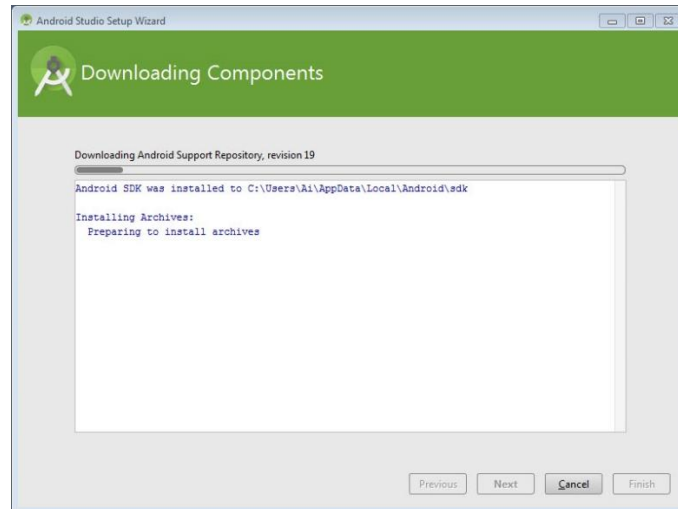 Android Studio Setup Wizard
Downloading Components
Downloading Android Support Repository, revision 19
Android SDK was installed to C:\Users\Ai\AppData\Local\Android\sdk
Installing Archives:
Preparing to install archives
Previous Next Cancel Finish